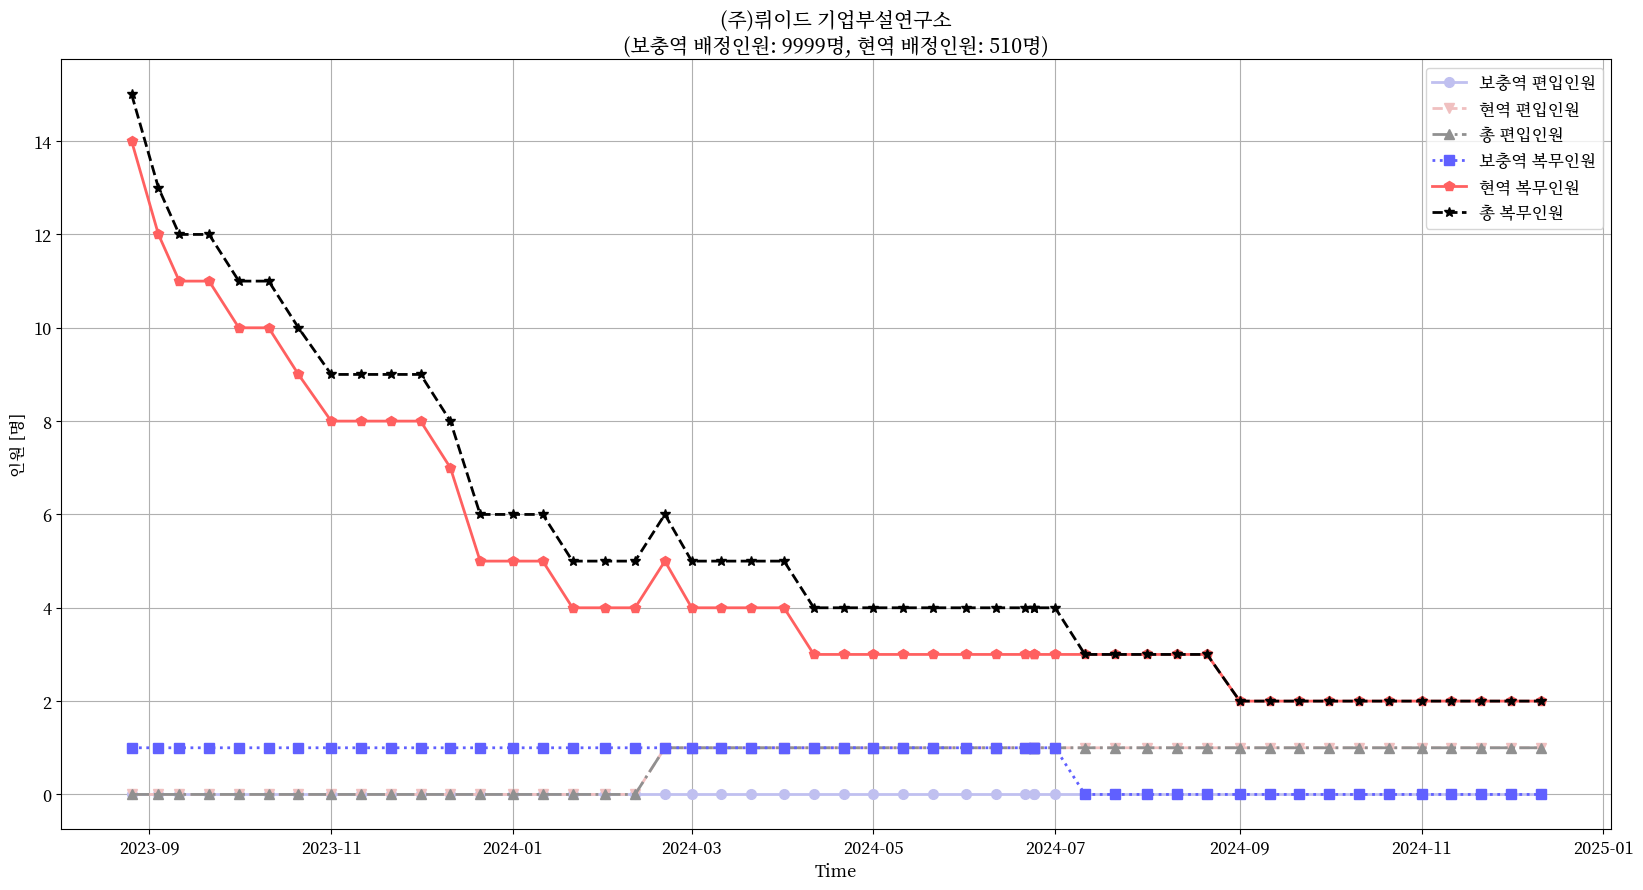 (주)뤼이드 기업부설연구소
(보충역 배정인원: 9999명, 현역 배정인원: 510명)
보충역 편입인원
현역 편입인원
총 편입인원
보충역 복무인원
현역 복무인원
총 복무인원
인원 [명]
14
12
10
8
6
4
2
0
2023-09 2023-11 2024-01 2024-03 2024-05 2024-07 2024-09 2024-11 2025-01
Time